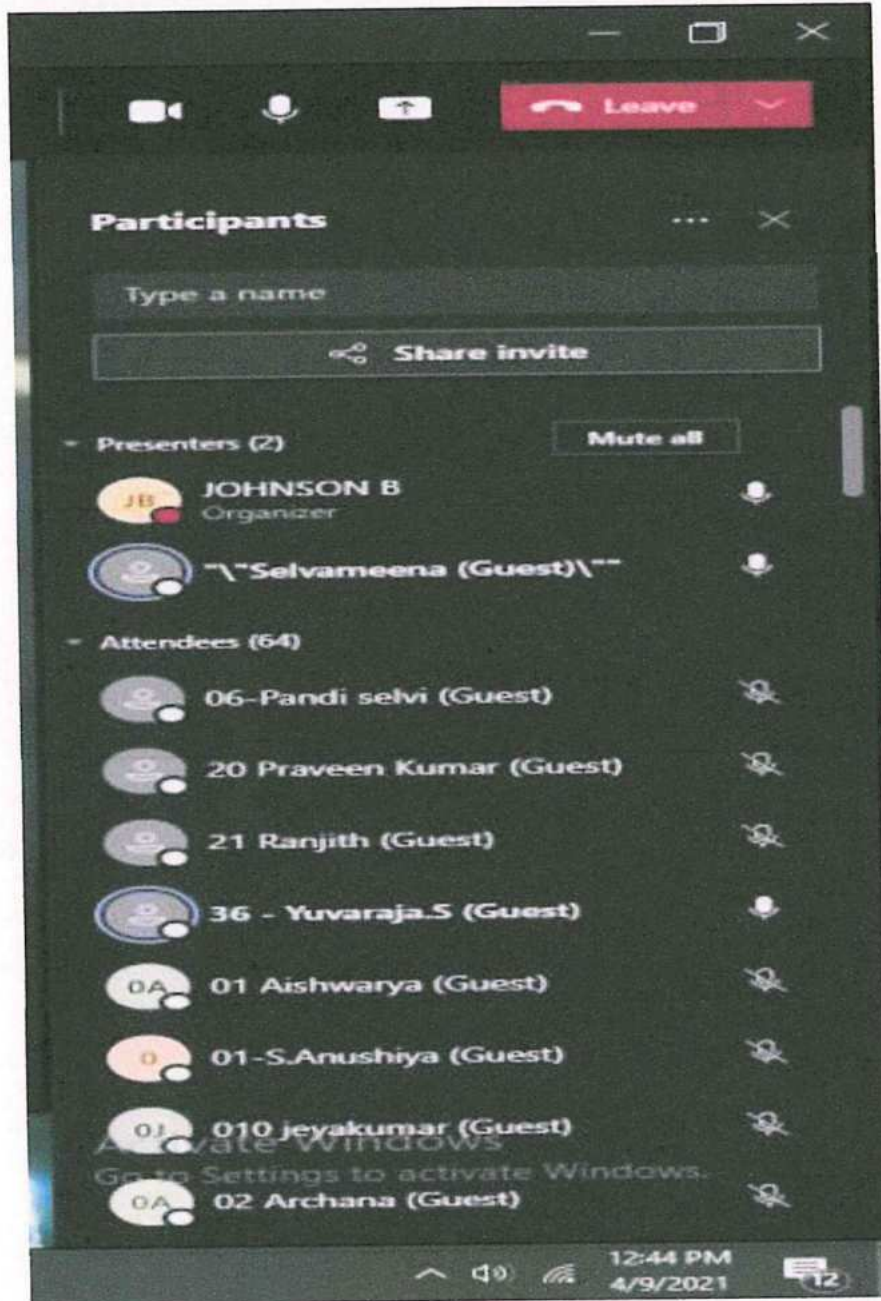 Leave
Participants
Type a name
Share invite
Presenters (2)
Mute all
JB
JOHNSON B
Organizer
"\"Selvameena (Guest)\""
Attendees (64)
06-Pandi selvi (Guest)
20 Praveen Kumar (Guest)
21 Ranjith (Guest)
36 - Yuvaraja.S (Guest)
0A 01 Aishwarya (Guest)
0 01-S.Anushiya (Guest)
0J 010 jeyakumar (Guest)
Activate Windows
Go to Settings to activate Windows.
0A 02 Archana (Guest)
12:44 PM
4/9/2021
12